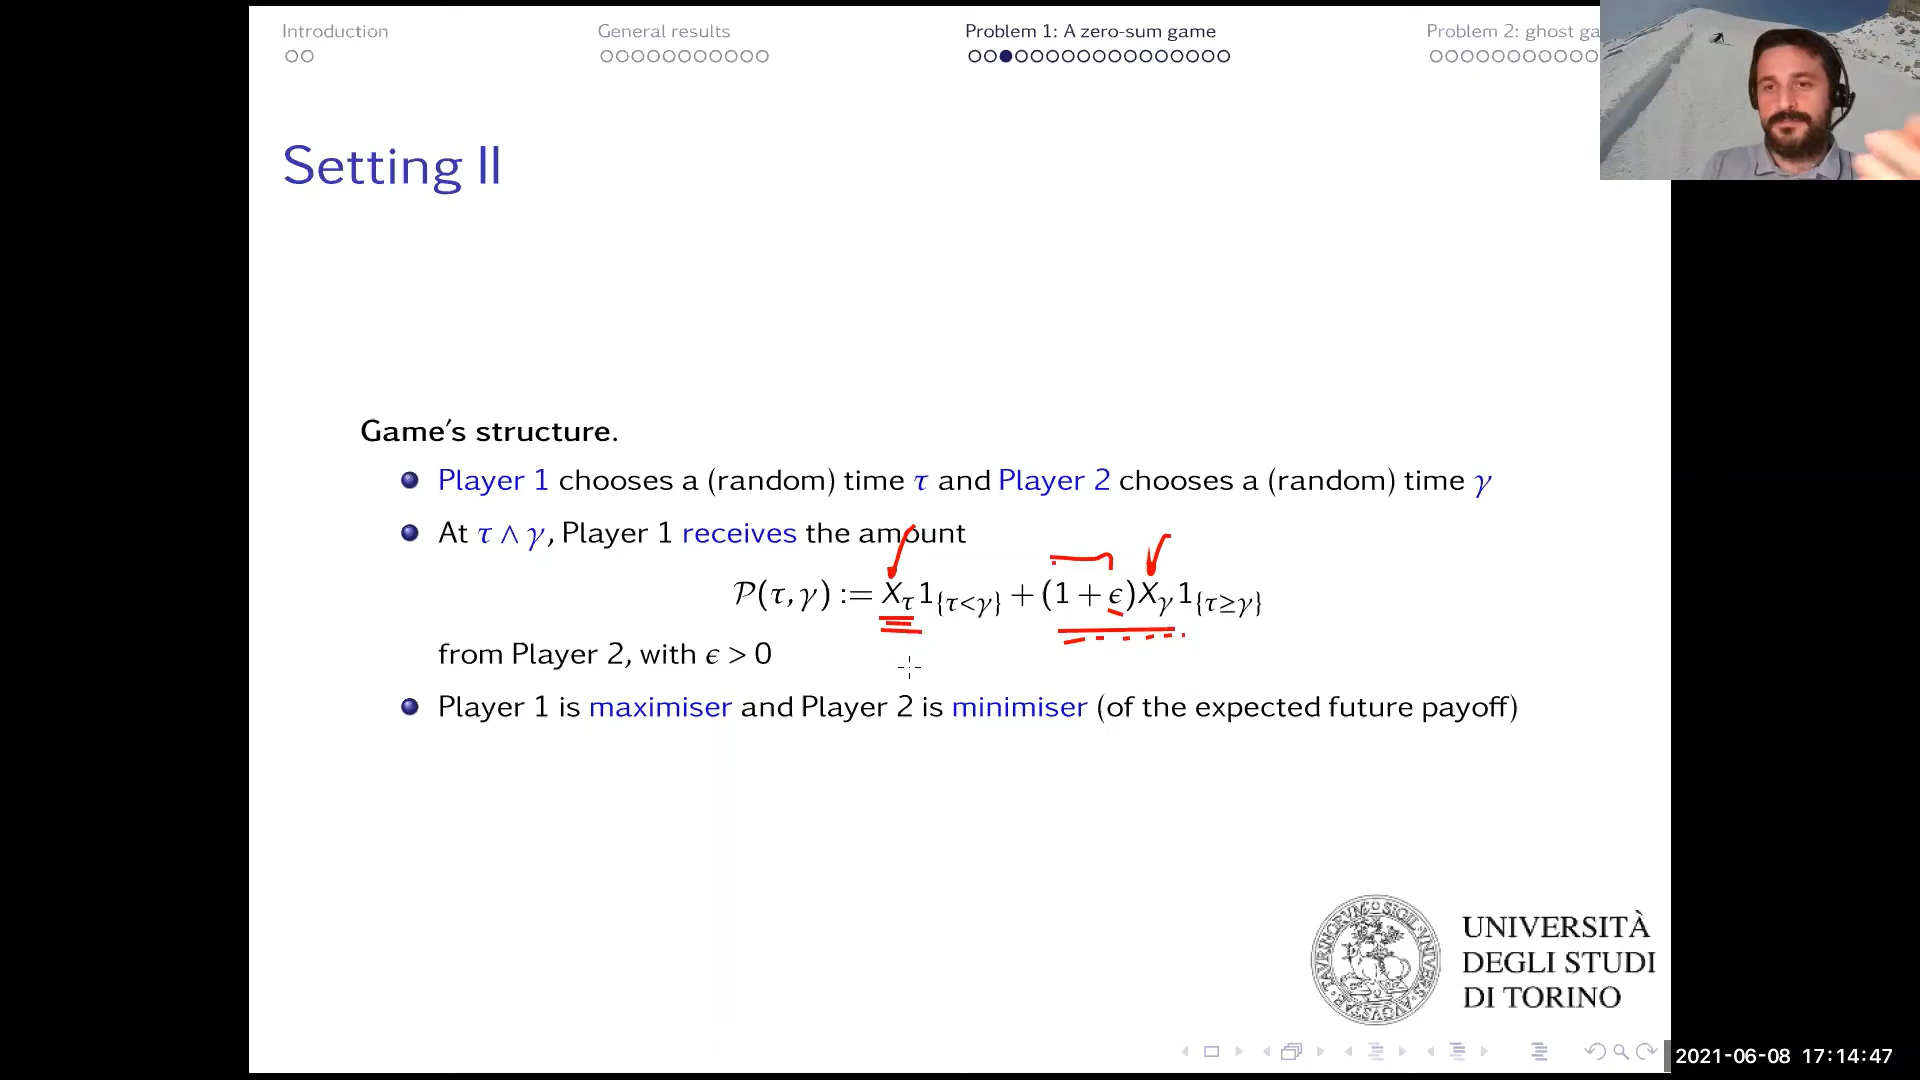 Introduction General results Problem 1: A zero-sum game Problem 2: ghost ga
Setting II
Game's structure.
Player 1 chooses a (random) time τ and Player 2 chooses a (random) time γ
At τ ∧ γ, Player 1 receives the amount
𝒫(τ, γ) := X_τ 1_{τ<γ} + (1 + ϵ)X_γ 1_{τ≥γ}
from Player 2, with ϵ > 0
Player 1 is maximiser and Player 2 is minimiser (of the expected future payoff)
UNIVERSITÀ
DEGLI STUDI
DI TORINO
2021-06-08 17:14:47